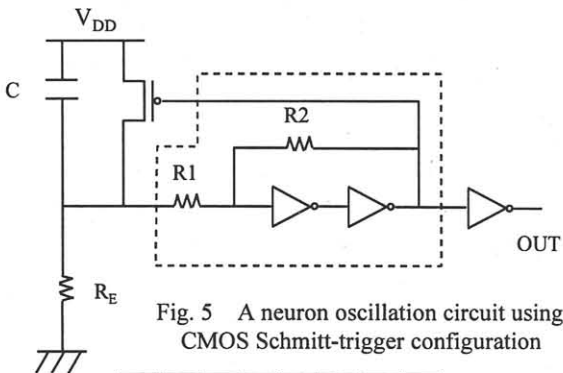 V_DD
C
R2
R1
OUT
R_E
Fig. 5 A neuron oscillation circuit using
CMOS Schmitt-trigger configuration